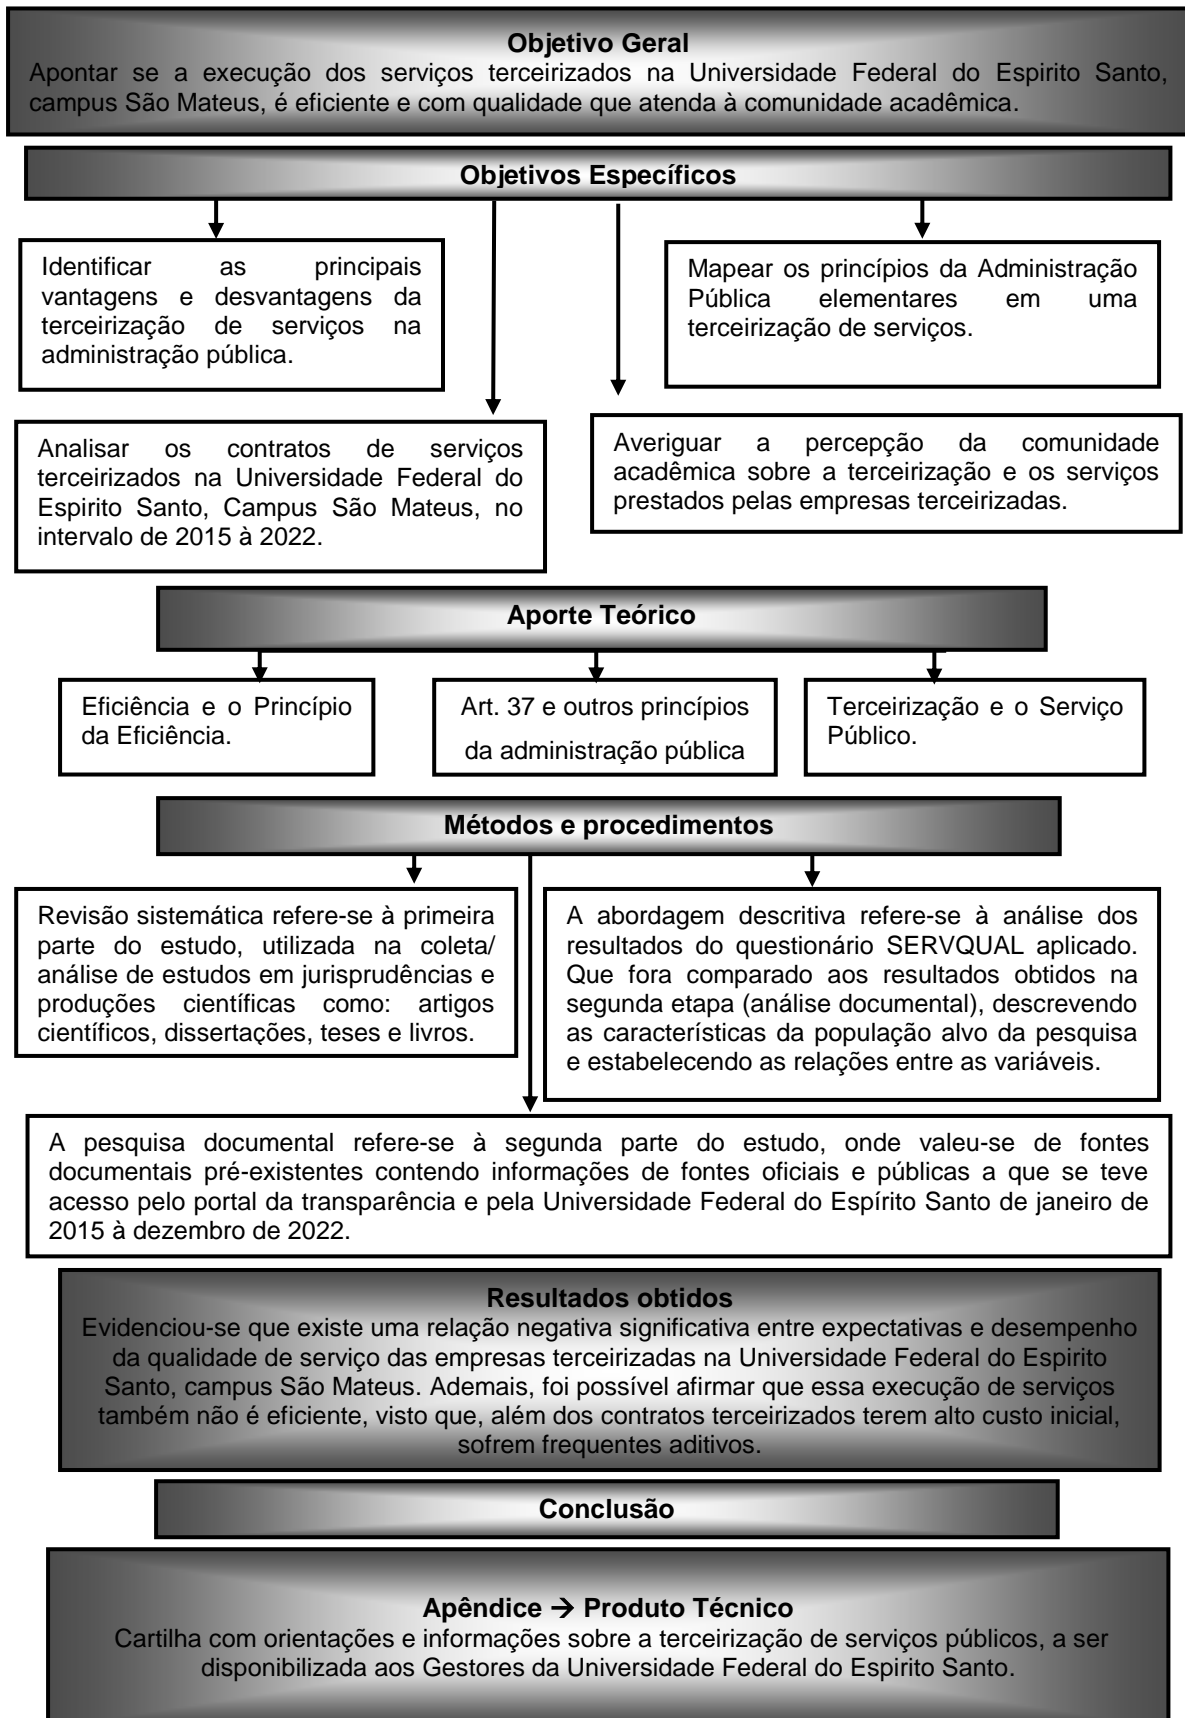 Objetivo Geral
Apontar se a execução dos serviços terceirizados na Universidade Federal do Espirito Santo,
campus São Mateus, é eficiente e com qualidade que atenda à comunidade acadêmica.
Objetivos Específicos
Identificar as principais
vantagens e desvantagens da
terceirização de serviços na
administração pública.
Mapear os princípios da Administração
Pública elementares em uma
terceirização de serviços.
Analisar os contratos de serviços
terceirizados na Universidade Federal do
Espirito Santo, Campus São Mateus, no
intervalo de 2015 à 2022.
Averiguar a percepção da comunidade
acadêmica sobre a terceirização e os serviços
prestados pelas empresas terceirizadas.
Aporte Teórico
Eficiência e o Princípio
da Eficiência.
Art. 37 e outros princípios
da administração pública
Terceirização e o Serviço
Público.
Métodos e procedimentos
Revisão sistemática refere-se à primeira
parte do estudo, utilizada na coleta/
análise de estudos em jurisprudências e
produções científicas como: artigos
científicos, dissertações, teses e livros.
A abordagem descritiva refere-se à análise dos
resultados do questionário SERVQUAL aplicado.
Que fora comparado aos resultados obtidos na
segunda etapa (análise documental), descrevendo
as características da população alvo da pesquisa
e estabelecendo as relações entre as variáveis.
A pesquisa documental refere-se à segunda parte do estudo, onde valeu-se de fontes
documentais pré-existentes contendo informações de fontes oficiais e públicas a que se teve
acesso pelo portal da transparência e pela Universidade Federal do Espírito Santo de janeiro de
2015 à dezembro de 2022.
Resultados obtidos
Evidenciou-se que existe uma relação negativa significativa entre expectativas e desempenho
da qualidade de serviço das empresas terceirizadas na Universidade Federal do Espirito
Santo, campus São Mateus. Ademais, foi possível afirmar que essa execução de serviços
também não é eficiente, visto que, além dos contratos terceirizados terem alto custo inicial,
sofrem frequentes aditivos.
Conclusão
Apêndice → Produto Técnico
Cartilha com orientações e informações sobre a terceirização de serviços públicos, a ser
disponibilizada aos Gestores da Universidade Federal do Espirito Santo.